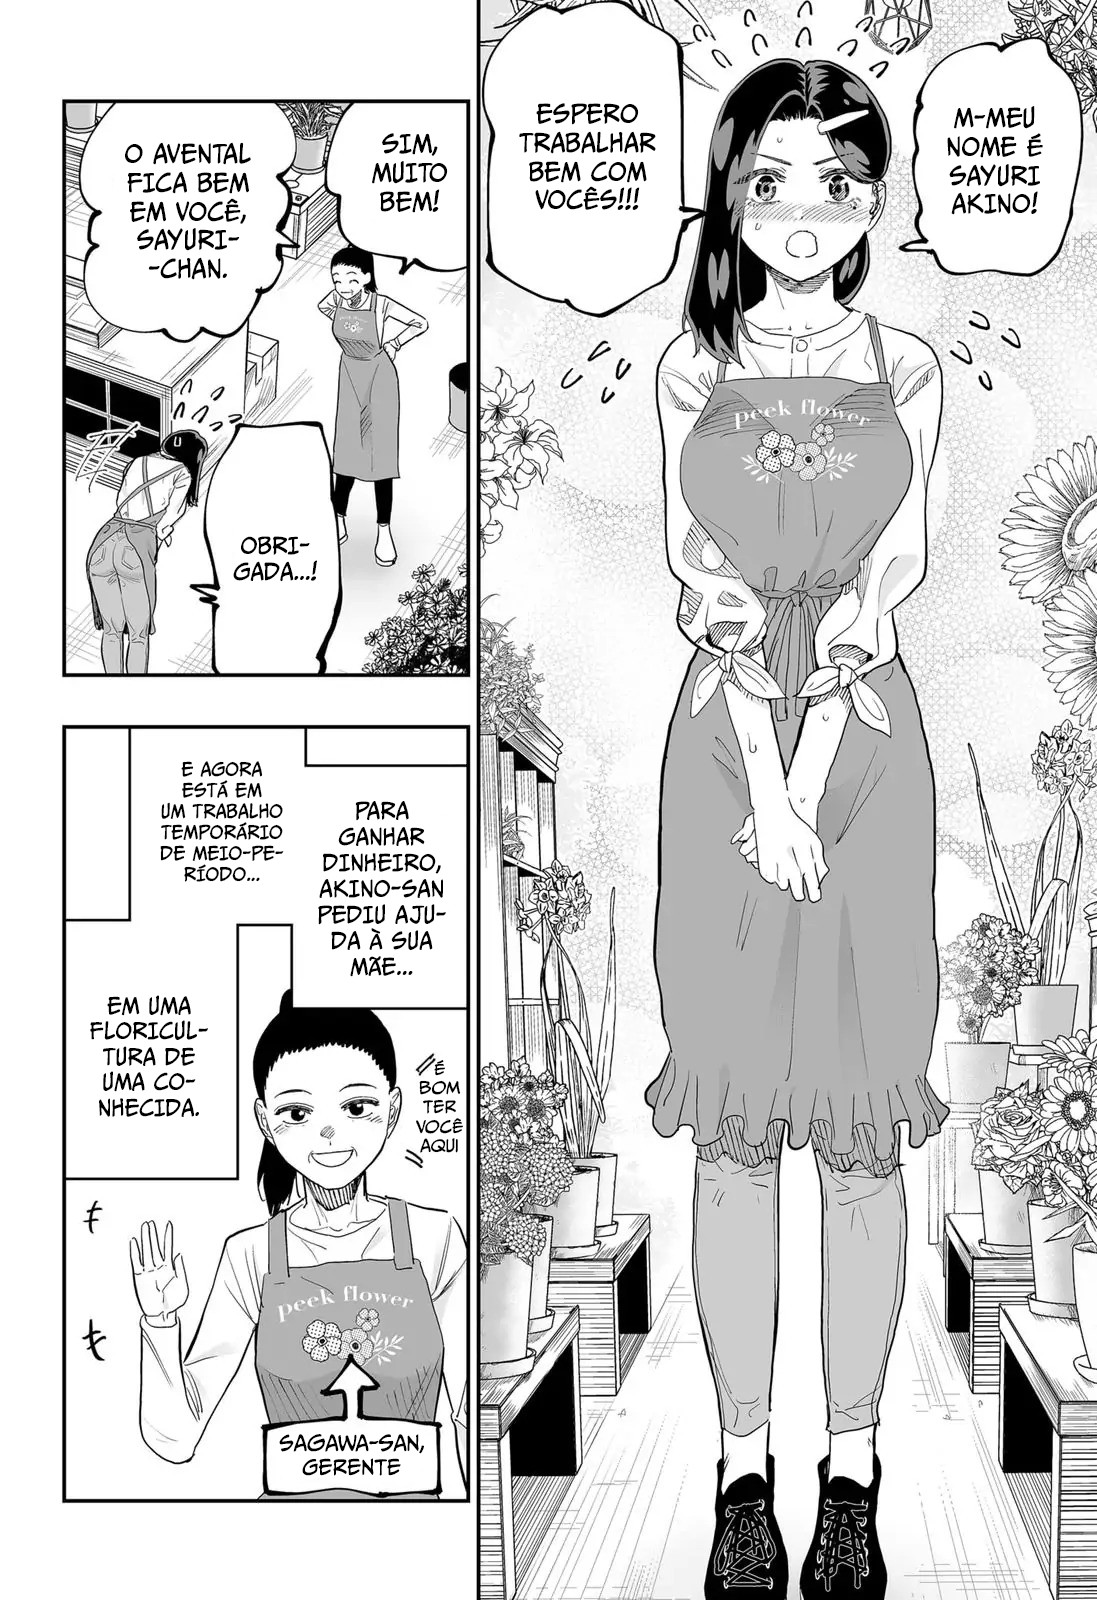 M-MEU
NOME É
SAYURI
AKINO!
ESPERO
TRABALHAR
BEM COM
VOCÊS!!!
peek flower
SIM,
MUITO
BEM!
O AVENTAL
FICA BEM
EM VOCÊ,
SAYURI-
-CHAN.
peek flower
OBRI-
GADA...!
PARA
GANHAR
DINHEIRO,
AKINO-SAN
PEDIU AJU-
DA À SUA
MÃE...
E AGORA
ESTÁ EM
UM TRABALHO
TEMPORÁRIO
DE MEIO-PE-
RÍODO...
EM UMA
FLORICUL-
TURA DE
UMA CO-
NHECIDA.
É
BOM
TER
VOCÊ
AQUI
peek flower
SAGAWA-SAN,
GERENTE